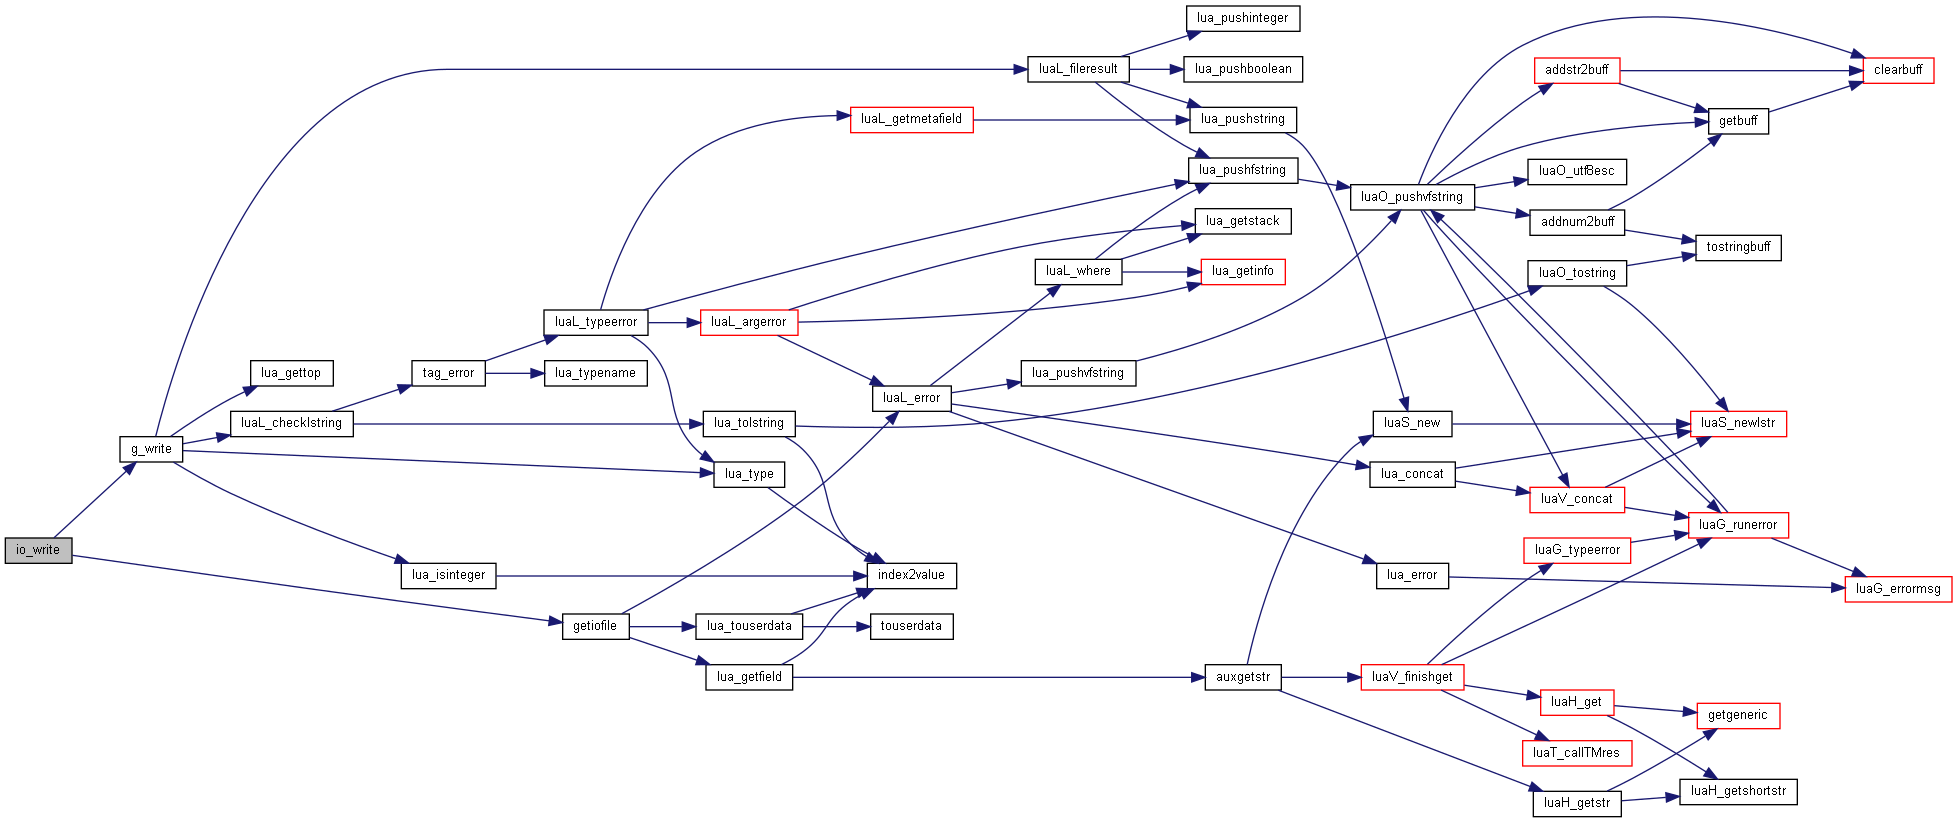 lua_pushinteger
luaL_fileresult
lua_pushboolean
addstr2buff
clearbuff
luaL_getmetafield
lua_pushstring
getbuff
lua_pushfstring
luaO_utf8esc
luaO_pushvfstring
lua_getstack
addnum2buff
tostringbuff
luaL_where
lua_getinfo
luaO_tostring
luaL_typeerror
luaL_argerror
lua_gettop
tag_error
lua_typename
lua_pushvfstring
luaL_error
luaL_checklstring
lua_tolstring
luaS_new
luaS_newlstr
g_write
lua_type
lua_concat
luaV_concat
luaG_runerror
io_write
luaG_typeerror
lua_isinteger
index2value
lua_error
luaG_errormsg
getiofile
lua_touserdata
touserdata
lua_getfield
auxgetstr
luaV_finishget
luaH_get
getgeneric
luaT_callTMres
luaH_getshortstr
luaH_getstr